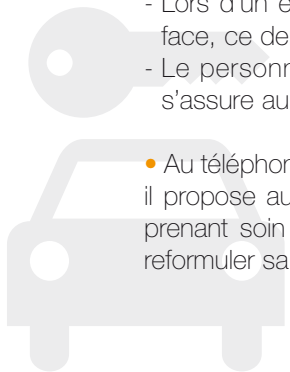 - Lors d'un e
face, ce de
- Le personn
s'assure au
• Au téléphon
il propose au
prenant soin
reformuler sa